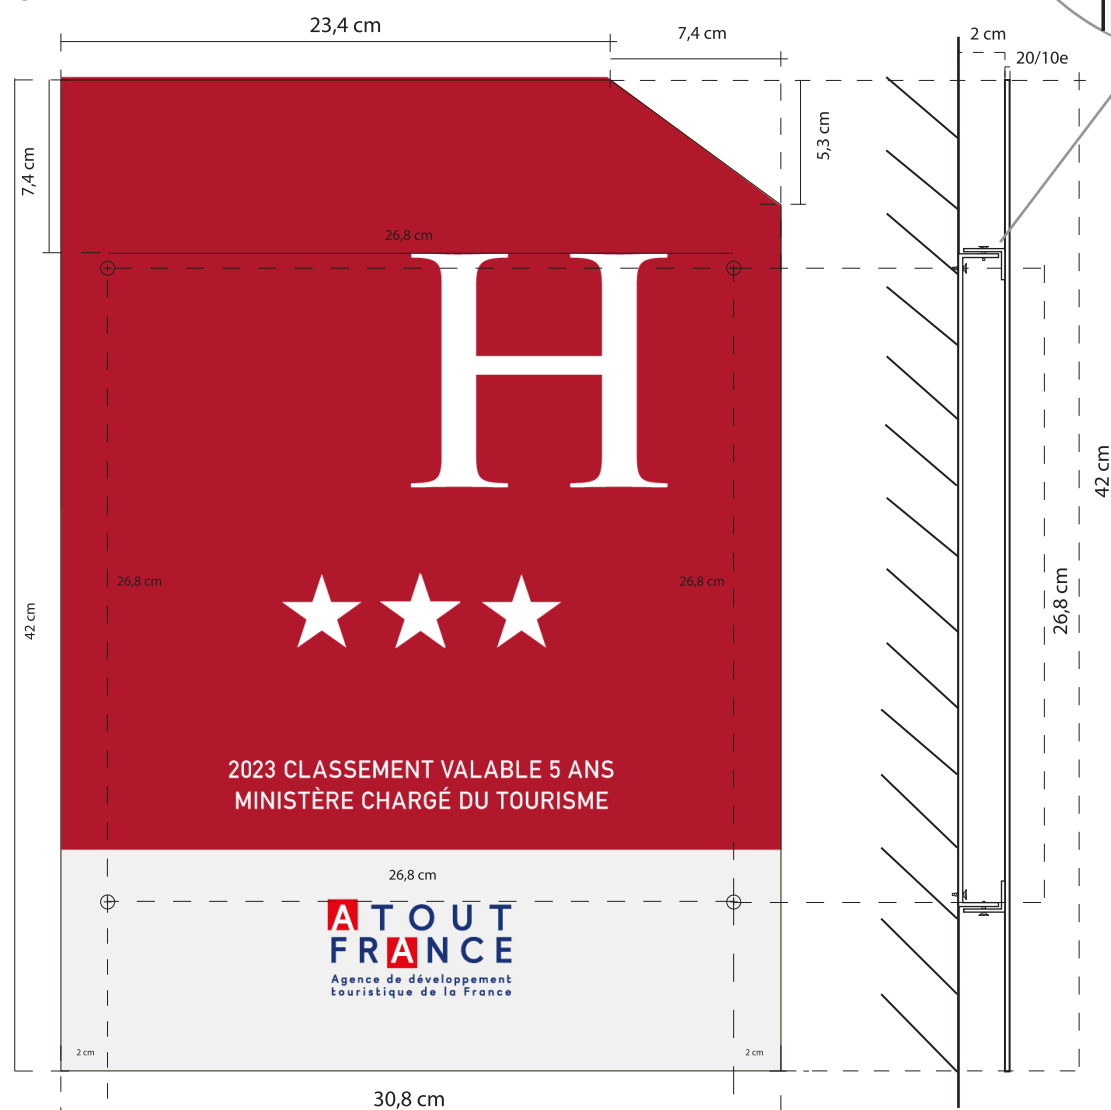 23,4 cm
7,4 cm
2 cm
20/10e
5,3 cm
7,4 cm
26,8 cm
H
42 cm
26,8 cm
26,8 cm
26,8 cm
42 cm
2023 CLASSEMENT VALABLE 5 ANS
MINISTÈRE CHARGÉ DU TOURISME
26,8 cm
ATOUT
FRANCE
Agence de développement
touristique de la France
2 cm
2 cm
30,8 cm